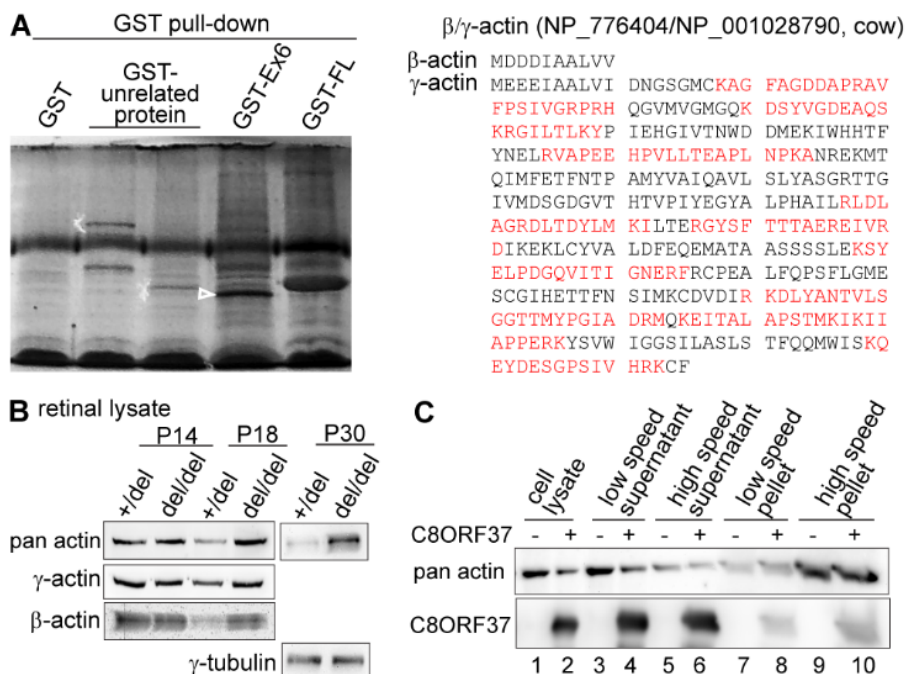 A
GST pull-down
GST
GST-
unrelated
protein
GST-Ex6
GST-FL
β/γ-actin (NP_776404/NP_001028790, cow)
β-actin MDDDIAALVV
γ-actin MEEEIAALVI DNGSGMCKAG FAGDDAPRAV
FPSIVGRPRH QGVMVGMGQK DSYVGDEAQS
KRGILTLKYP IEHGIVTNWD DMEKIWHHTF
YNELRVAPEE HPVLLTEAPL NPKANREKMT
QIMFETFNTP AMYVAIQAVL SLYASGRTTG
IVMDSGDGVT HTVPIYEGYA LPHAILRLDL
AGRDLTDYLM KILTERGYSF TTTAEREIVR
DIKEKLCYVA LDFEQEMATA ASSSSLEKSY
ELPDGQVITI GNERFRCPEA LFQPSFLGME
SCGIHETTFN SIMKCDVDIR KDLYANTVLS
GGTTMYPGIA DRMQKEITAL APSTMKIKII
APPERKYSVW IGGSILASLS TFQQMWISKQ
EYDESGPSIV HRKCF
B retinal lysate
P14 P18 P30
+/del del/del +/del del/del +/del del/del
pan actin
γ-actin
β-actin
γ-tubulin
C
cell
lysate
low speed
supernatant
high speed
supernatant
low speed
pellet
high speed
pellet
C8ORF37 - + - + - + - + - +
pan actin
C8ORF37
1 2 3 4 5 6 7 8 9 10